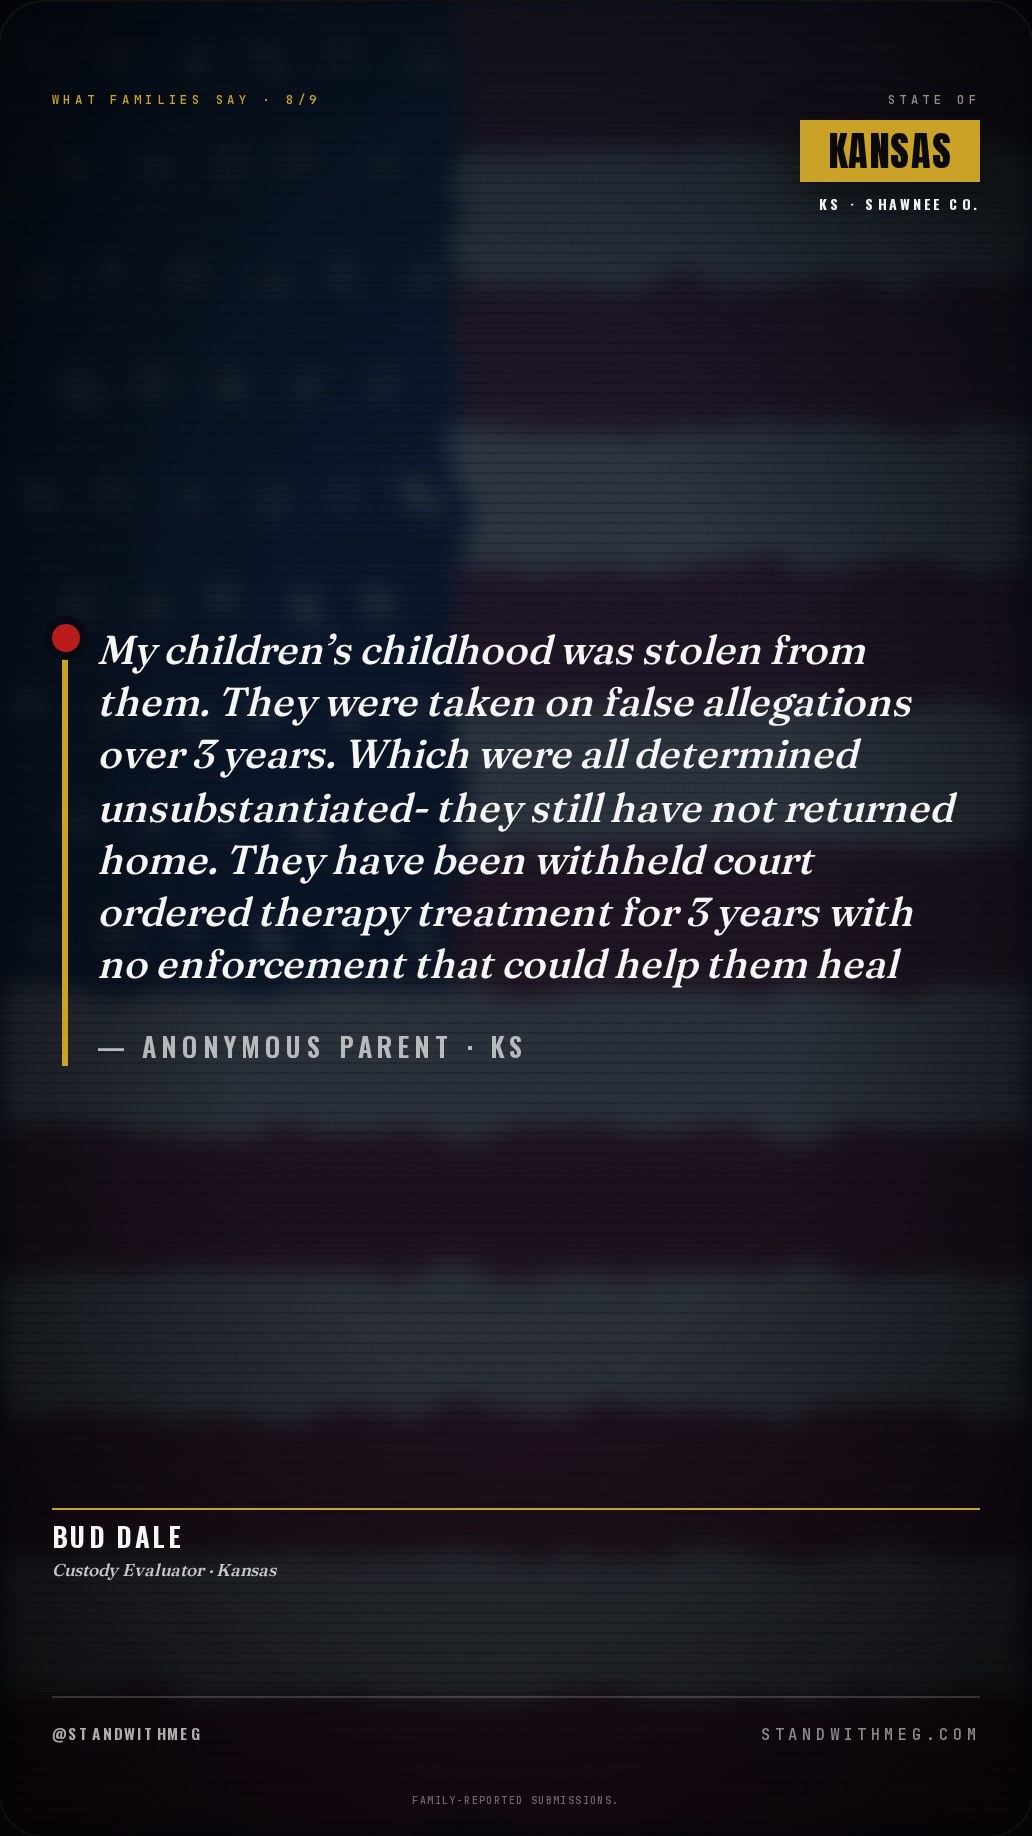 WHAT FAMILIES SAY · 8/9
STATE OF
KANSAS
KS · SHAWNEE CO.
My children’s childhood was stolen from
them. They were taken on false allegations
over 3 years. Which were all determined
unsubstantiated- they still have not returned
home. They have been withheld court
ordered therapy treatment for 3 years with
no enforcement that could help them heal
— ANONYMOUS PARENT · KS
BUD DALE
Custody Evaluator · Kansas
@STANDWITHMEG
STANDWITHMEG.COM
FAMILY-REPORTED SUBMISSIONS.